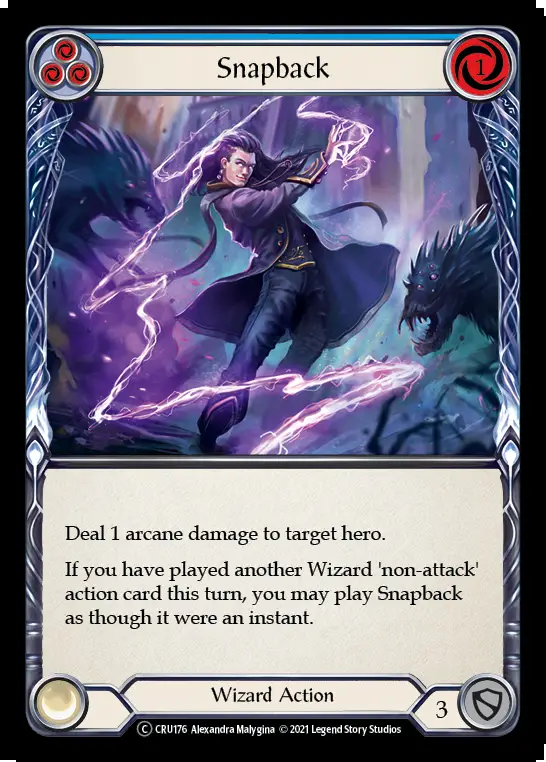 Snapback
1
Deal 1 arcane damage to target hero.
If you have played another Wizard 'non-attack'
action card this turn, you may play Snapback
as though it were an instant.
Wizard Action
3
C CRU176 Alexandra Malygina © 2021 Legend Story Studios